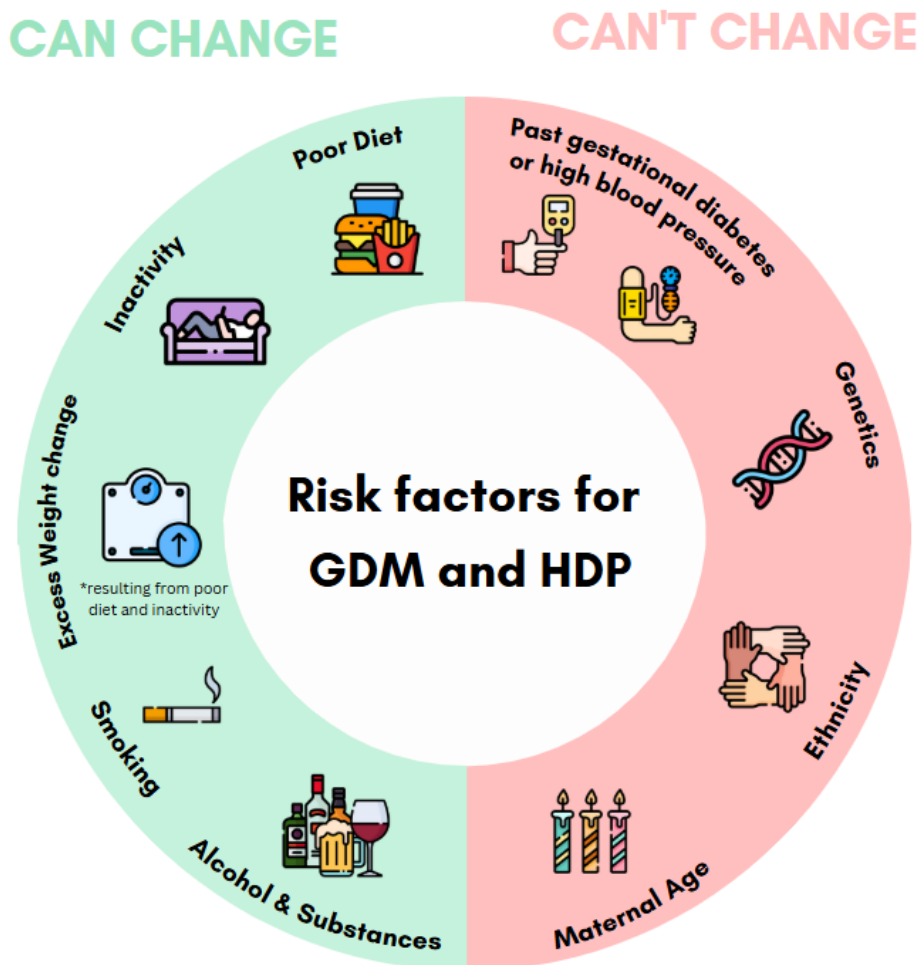 CAN CHANGE
CAN'T CHANGE
Poor Diet
Inactivity
Excess Weight change
*resulting from poor
diet and inactivity
Smoking
Alcohol & Substances
Past gestational diabetes
or high blood pressure
Genetics
Ethnicity
Maternal Age
Risk factors for
GDM and HDP